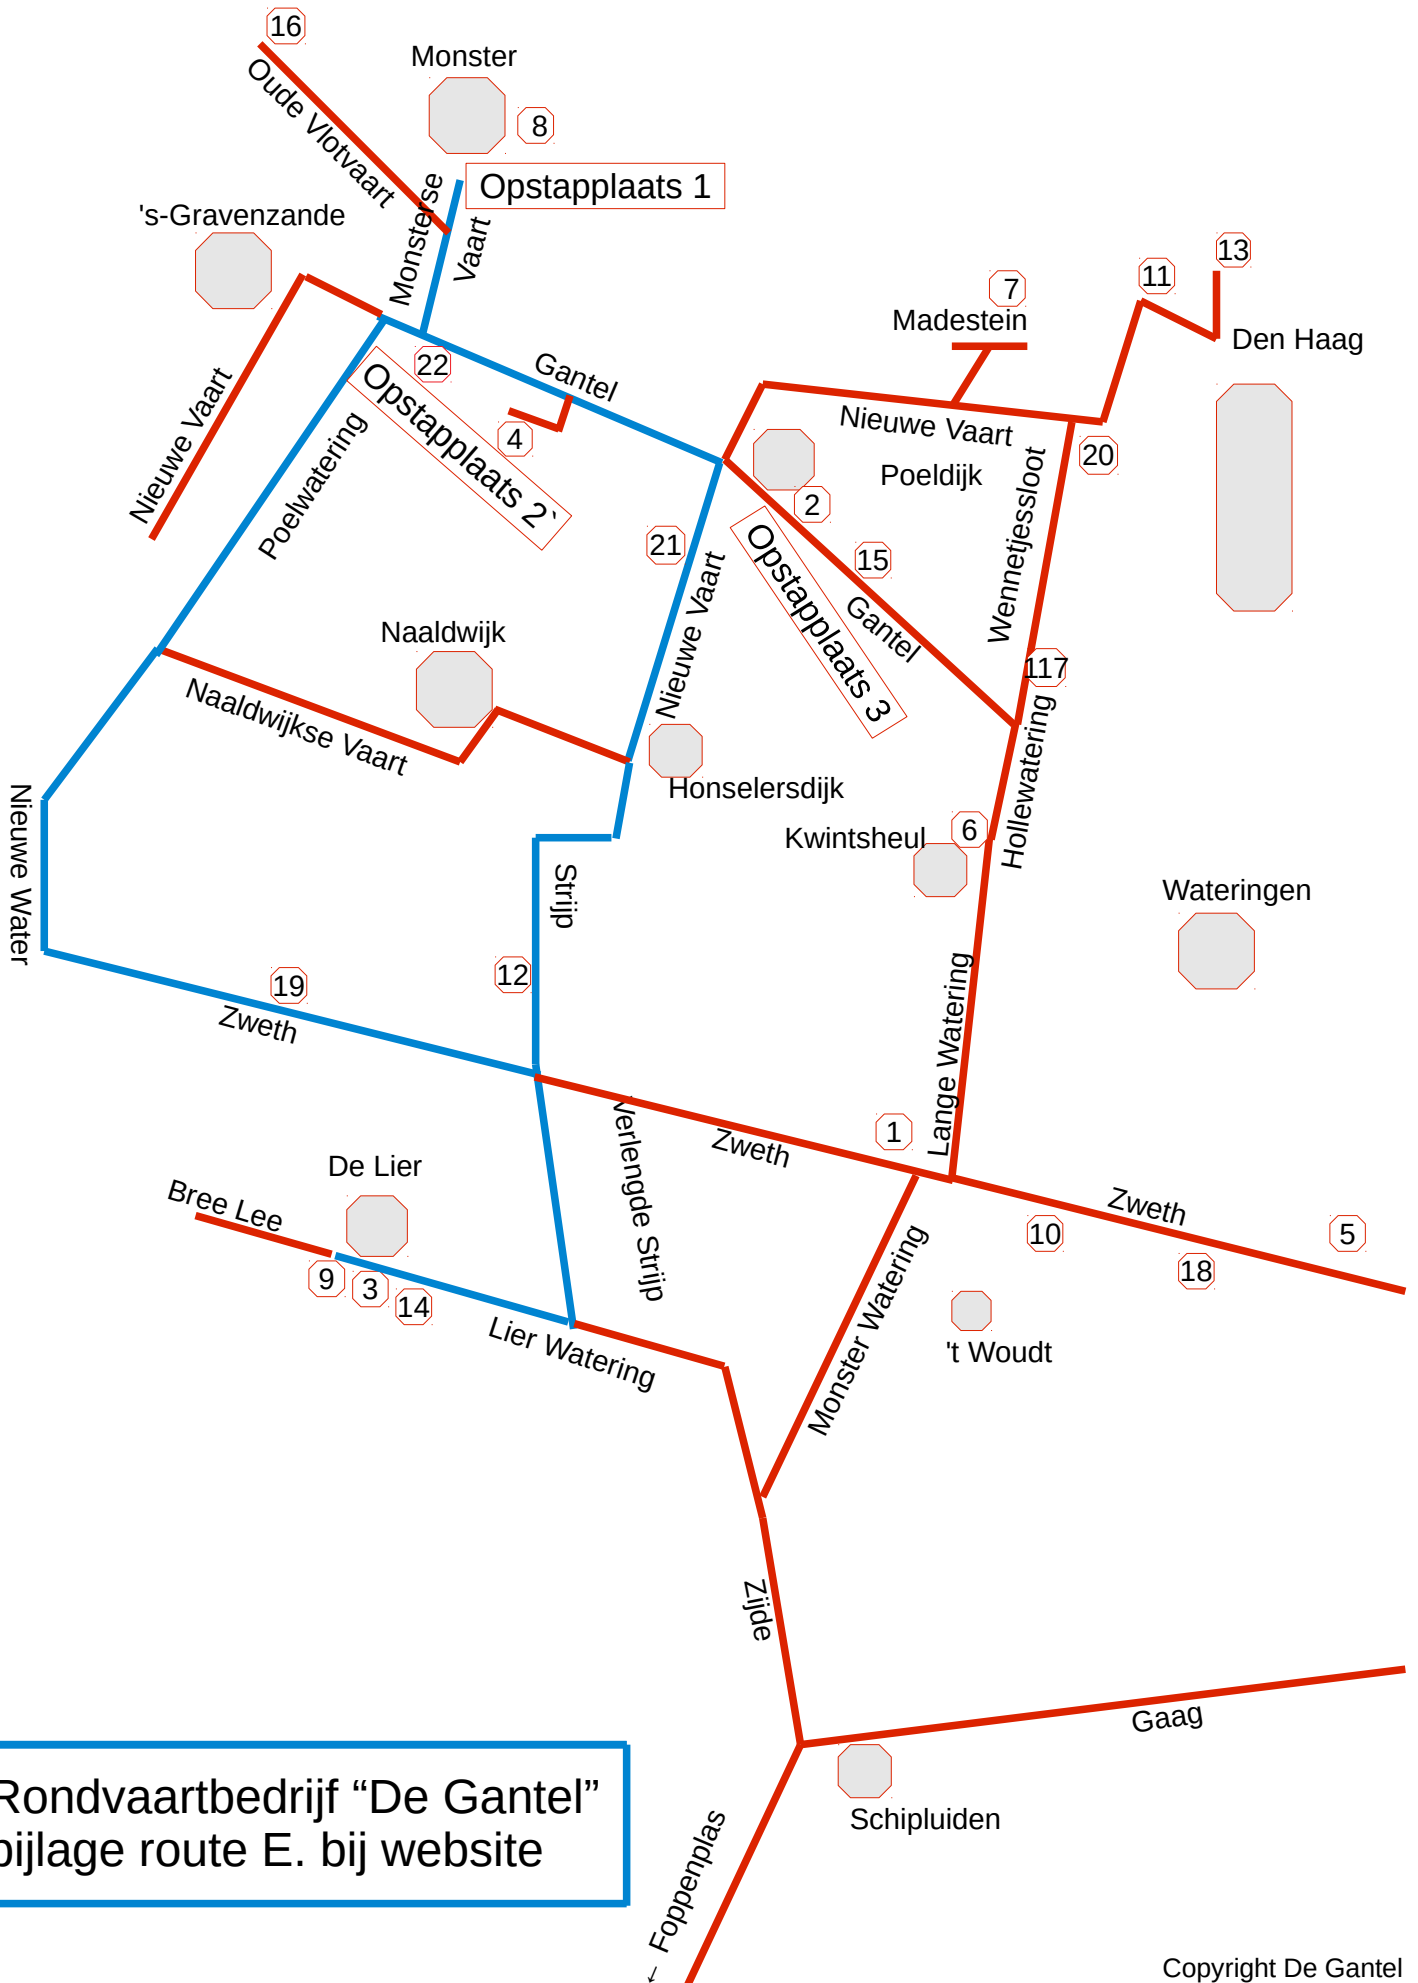 16
Monster
8
Oude Vlotvaart
Opstapplaats 1
Monsterse
Vaart
's-Gravenzande
13
11
7
Madestein
Den Haag
22
Gantel
Opstapplaats 2`
4
Nieuwe Vaart
Poelwatering
Nieuwe Vaart
Poeldijk
20
2
15
21
Wennetjessloot
Opstapplaats 3
Gantel
Nieuwe Vaart
Naaldwijk
117
Naaldwijkse Vaart
Hollewatering
Honselersdijk
Kwintsheul
6
Nieuwe Water
Strijp
Wateringen
12
19
Zweth
Lange Watering
1
Zweth
Verlengde Strijp
De Lier
Bree Lee
Zweth
10
5
18
9
3
14
Lier Watering
Monster Watering
't Woudt
Zijde
Gaag
Schipluiden
Rondvaartbedrijf “De Gantel”
bijlage route E. bij website
← Foppenplas
Copyright De Gantel